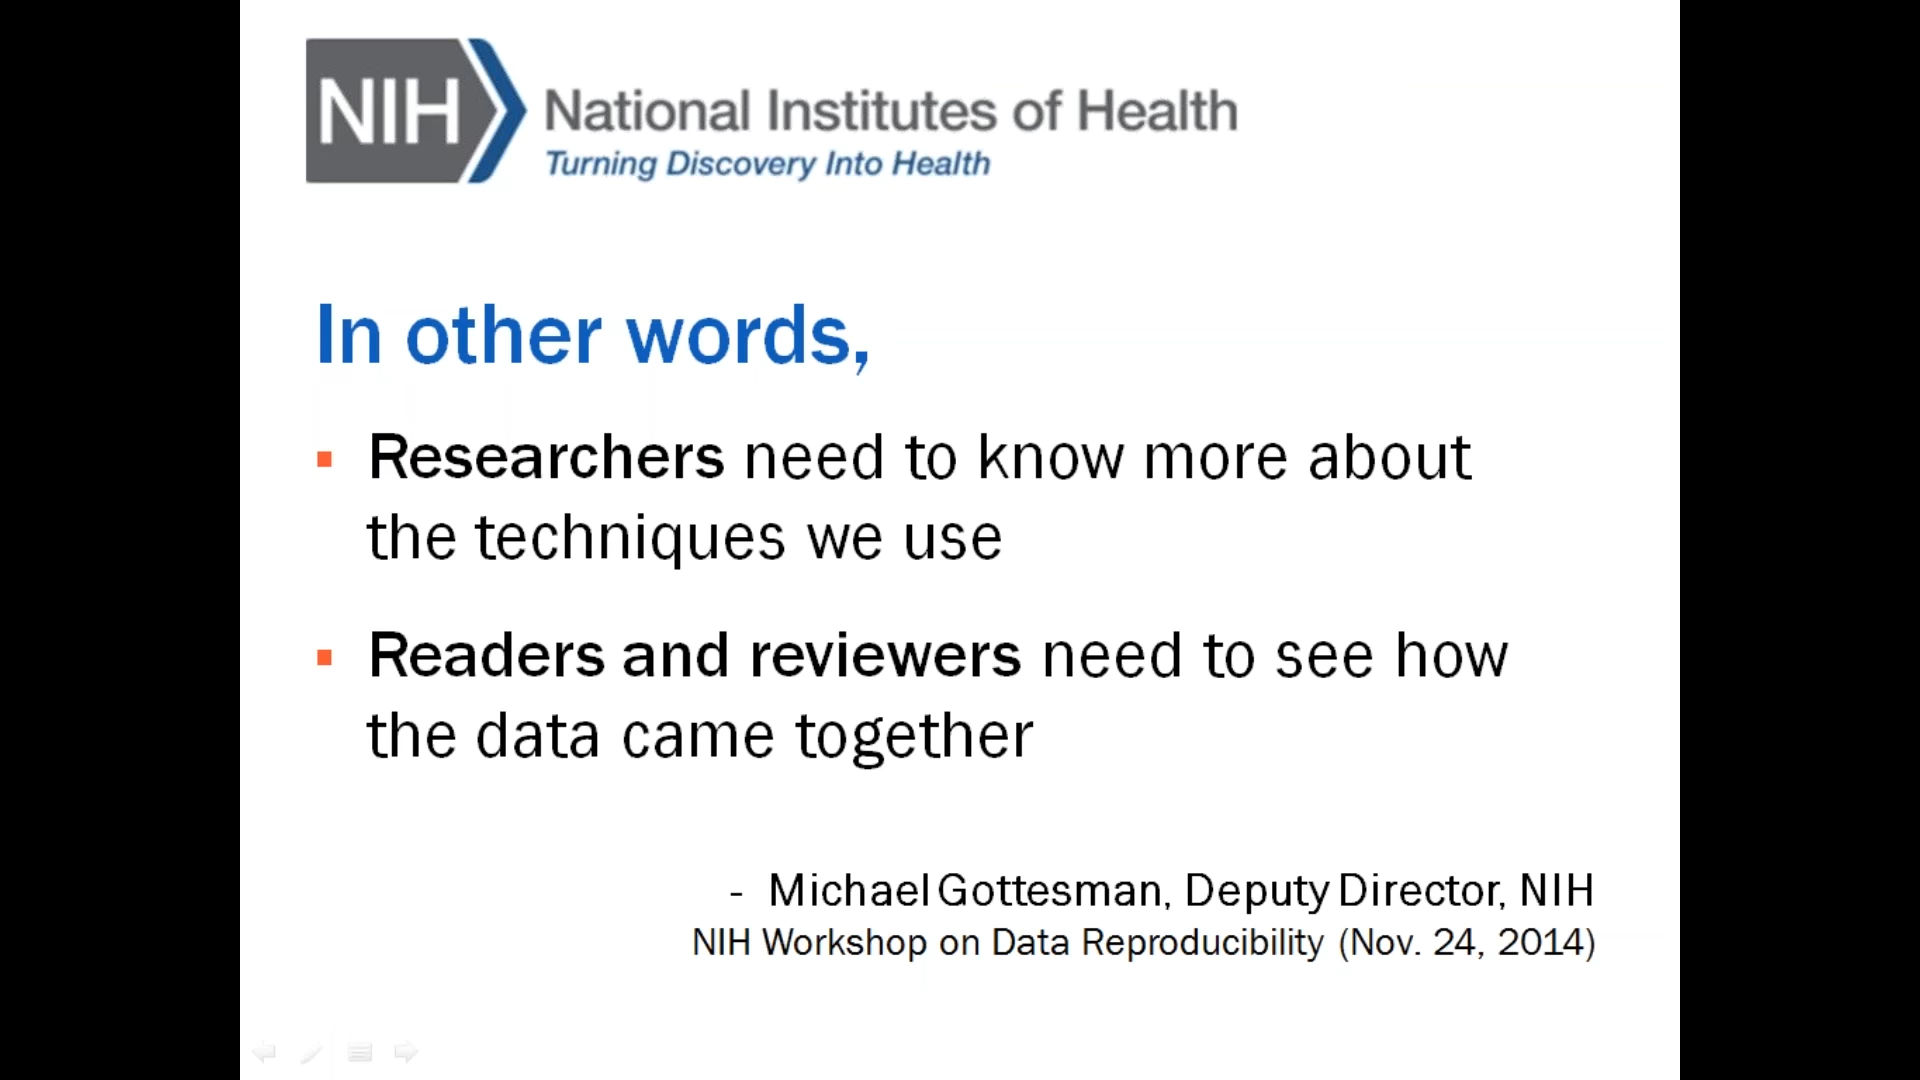 NIH
National Institutes of Health
Turning Discovery Into Health
In other words,
▪ Researchers need to know more about
the techniques we use
▪ Readers and reviewers need to see how
the data came together
- Michael Gottesman, Deputy Director, NIH
NIH Workshop on Data Reproducibility (Nov. 24, 2014)